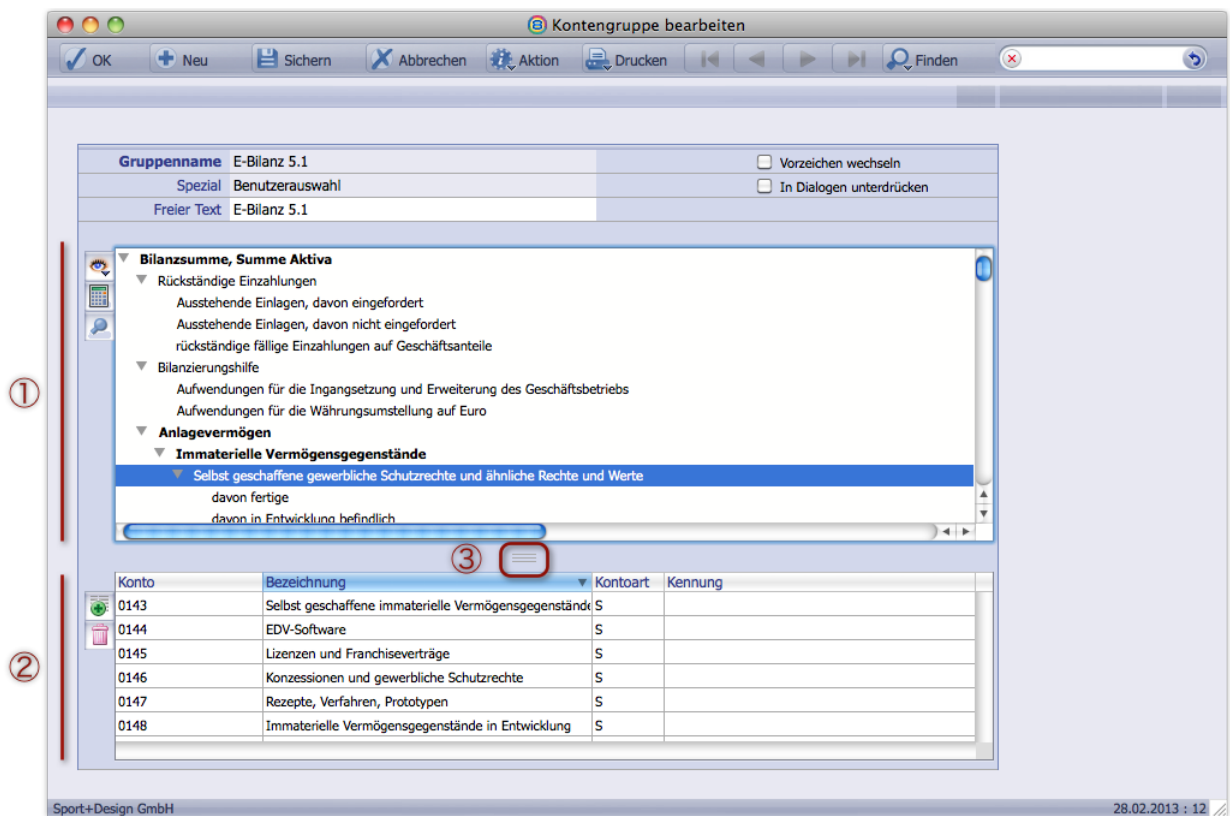 Kontengruppe bearbeiten
OK Neu Sichern Abbrechen Aktion Drucken Finden
Gruppenname E-Bilanz 5.1 Vorzeichen wechseln
Spezial Benutzerauswahl In Dialogen unterdrücken
Freier Text E-Bilanz 5.1
Bilanzsumme, Summe Aktiva
Rückständige Einzahlungen
Ausstehende Einlagen, davon eingefordert
Ausstehende Einlagen, davon nicht eingefordert
rückständige fällige Einzahlungen auf Geschäftsanteile
Bilanzierungshilfe
① Aufwendungen für die Ingangsetzung und Erweiterung des Geschäftsbetriebs
Aufwendungen für die Währungsumstellung auf Euro
Anlagevermögen
Immaterielle Vermögensgegenstände
Selbst geschaffene gewerbliche Schutzrechte und ähnliche Rechte und Werte
davon fertige
davon in Entwicklung befindlich
③
Konto Bezeichnung Kontoart Kennung
0143 Selbst geschaffene immaterielle Vermögensgegenstände S
0144 EDV-Software S
0145 Lizenzen und Franchiseverträge S
② 0146 Konzessionen und gewerbliche Schutzrechte S
0147 Rezepte, Verfahren, Prototypen S
0148 Immaterielle Vermögensgegenstände in Entwicklung S
Sport+Design GmbH 28.02.2013 : 12